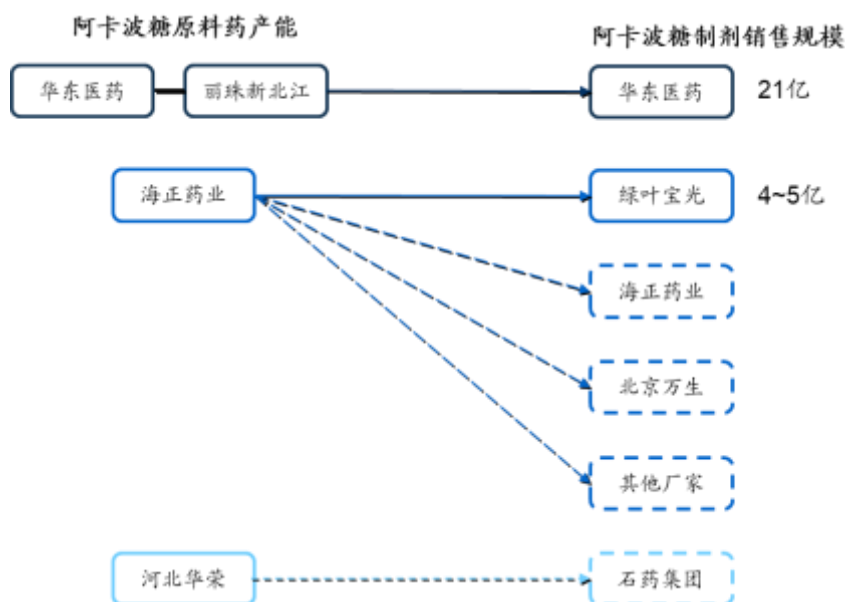 阿卡波糖原料药产能
阿卡波糖制剂销售规模
华东医药 丽珠新北江 华东医药 21亿
海正药业 绿叶宝光 4~5亿
海正药业
北京万生
其他厂家
河北华荣 石药集团